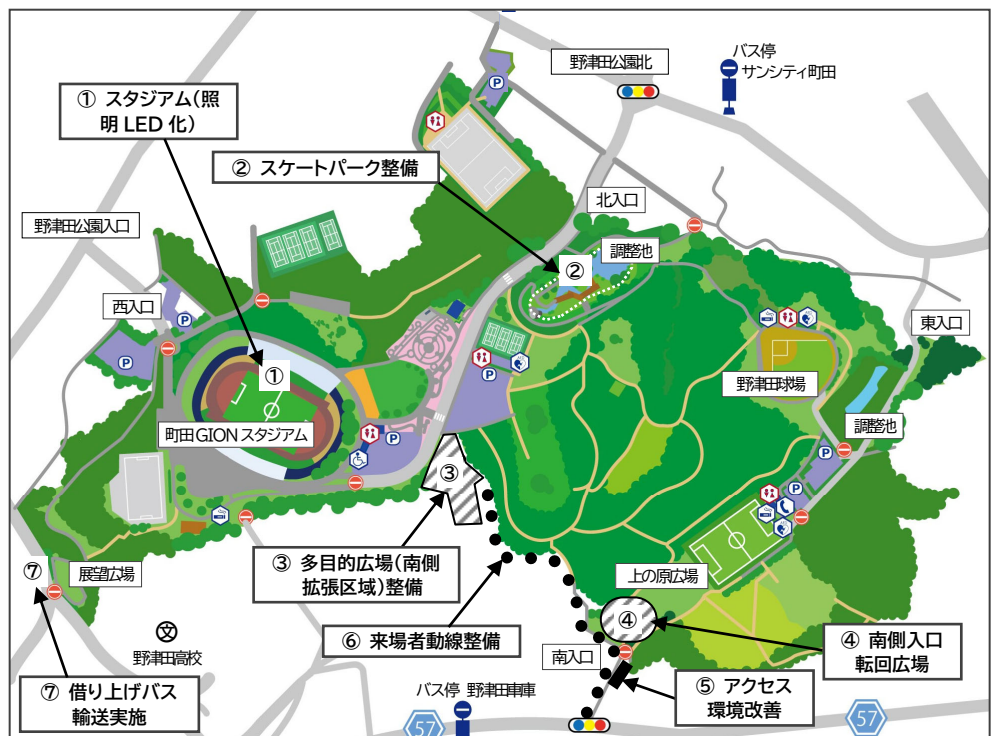 バス停
サンシティ町田
野津田公園北
P
① スタジアム(照
明 LED 化)
② スケートパーク整備
北入口
野津田公園入口
調整池
②
西入口
P
P
東入口
①
P
野津田球場
町田GIONスタジアム
P
調整池
③
P
③ 多目的広場(南側
拡張区域)整備
⑦
展望広場
上の原広場
⑥ 来場者動線整備
④
④ 南側入口
転回広場
文
野津田高校
南入口
⑤ アクセス
環境改善
⑦ 借り上げバス
輸送実施
バス停 野津田車庫
57
57